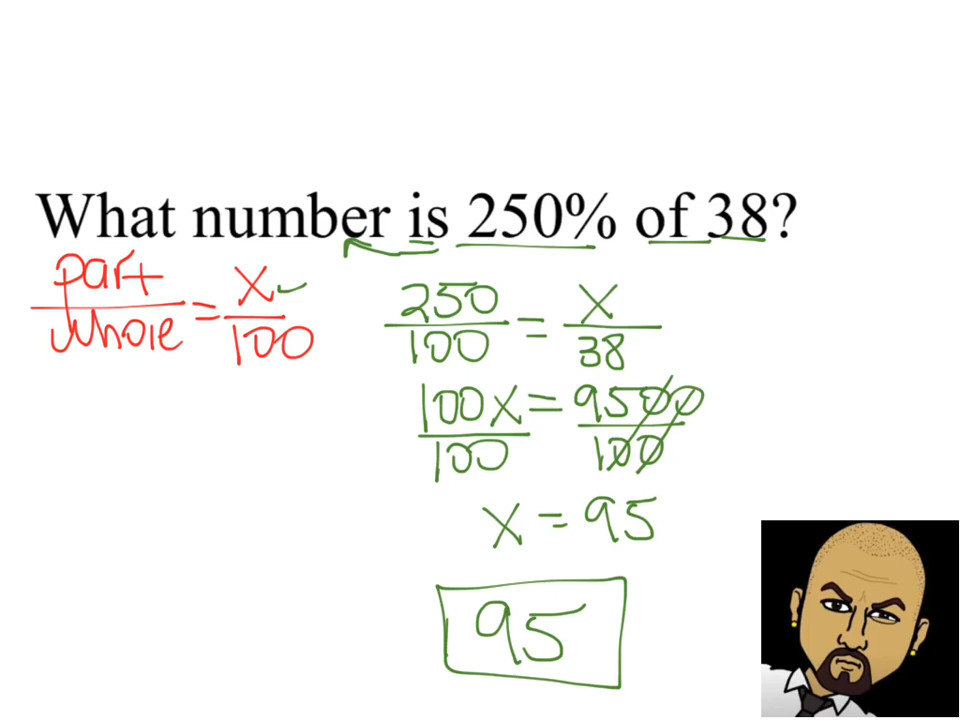 What number is 250% of 38?
part/whole = x/100
250/100 = x/38
100x/100 = 9500/100
x = 95
95